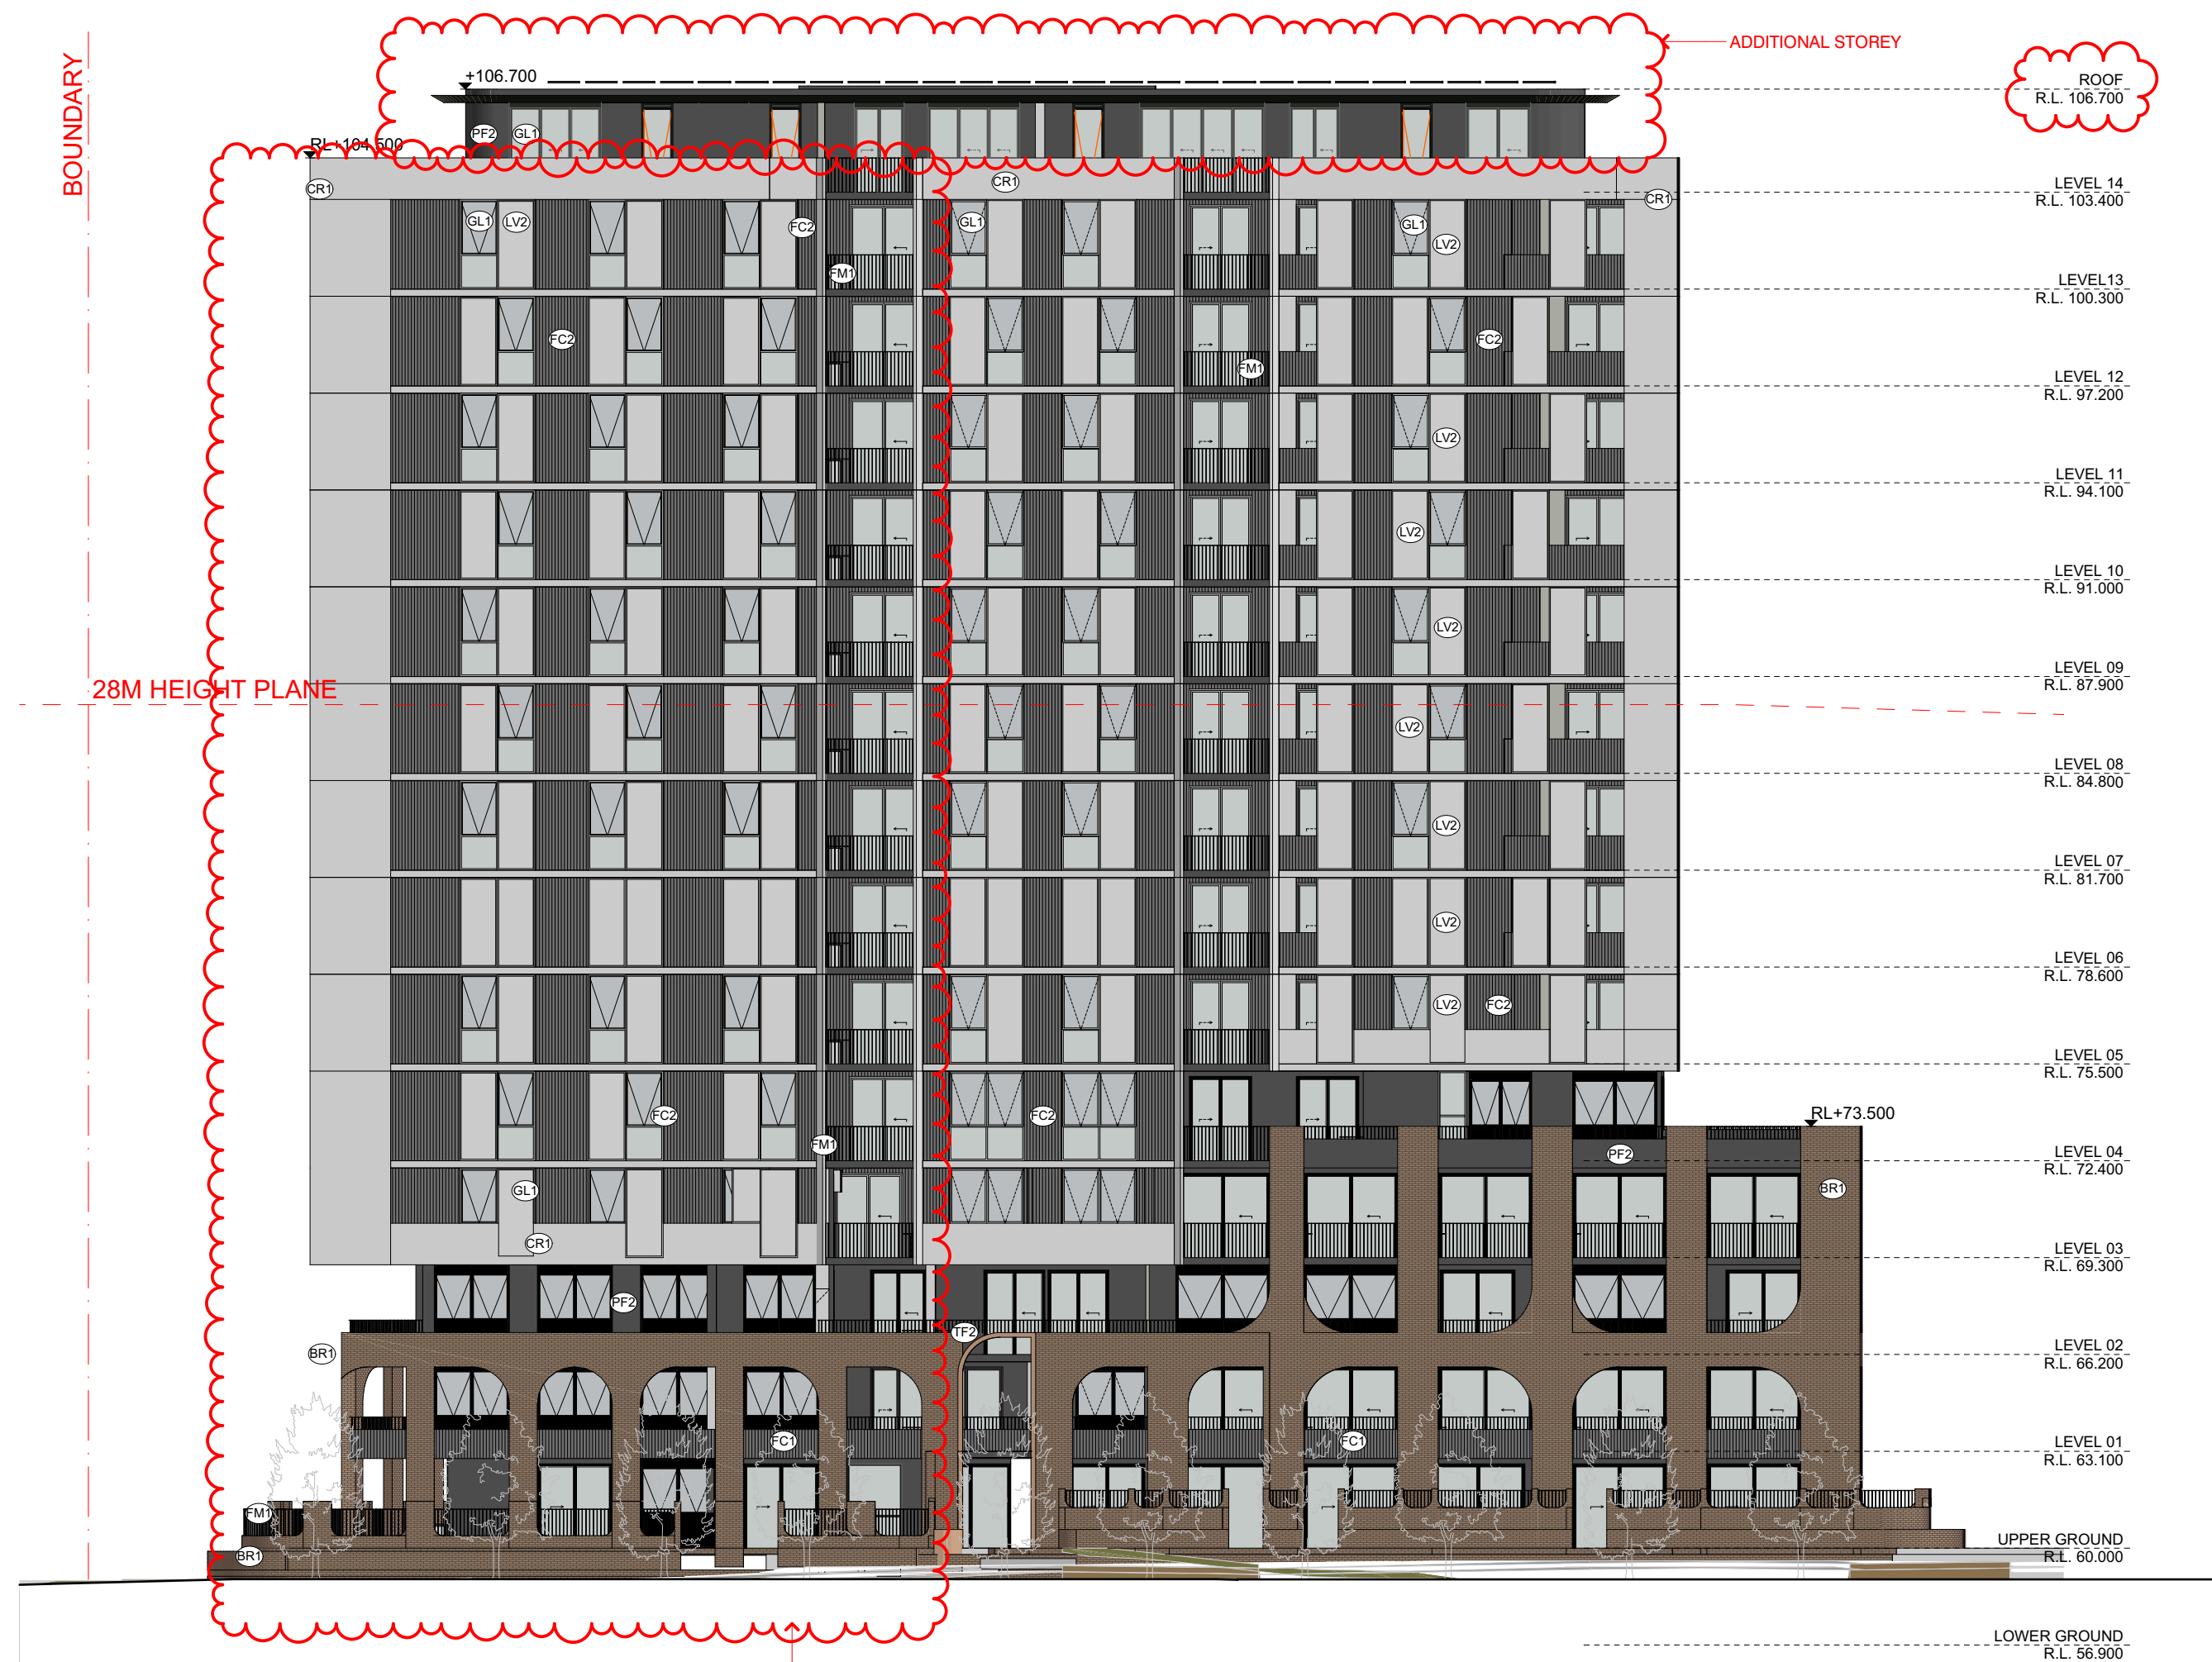 ADDITIONAL STOREY
BOUNDARY
+106.700
ROOF
R.L. 106.700
PF2
GL1
RL+104.500
CR1
CR1
LEVEL 14
R.L. 103.400
CR1
GL1
LV2
FC2
GL1
GL1
LV2
FM1
LEVEL13
R.L. 100.300
FC2
FC2
FM1
LEVEL 12
R.L. 97.200
LV2
LEVEL 11
R.L. 94.100
LV2
LEVEL 10
R.L. 91.000
LV2
LEVEL 09
R.L. 87.900
28M HEIGHT PLANE
LV2
LEVEL 08
R.L. 84.800
LV2
LEVEL 07
R.L. 81.700
LV2
LEVEL 06
R.L. 78.600
LV2
FC2
LEVEL 05
R.L. 75.500
FC2
FC2
RL+73.500
FM1
PF2
LEVEL 04
R.L. 72.400
GL1
BR1
CR1
LEVEL 03
R.L. 69.300
PF2
TF2
BR1
LEVEL 02
R.L. 66.200
FC1
FC1
LEVEL 01
R.L. 63.100
FM1
BR1
UPPER GROUND
R.L. 60.000
LOWER GROUND
R.L. 56.900